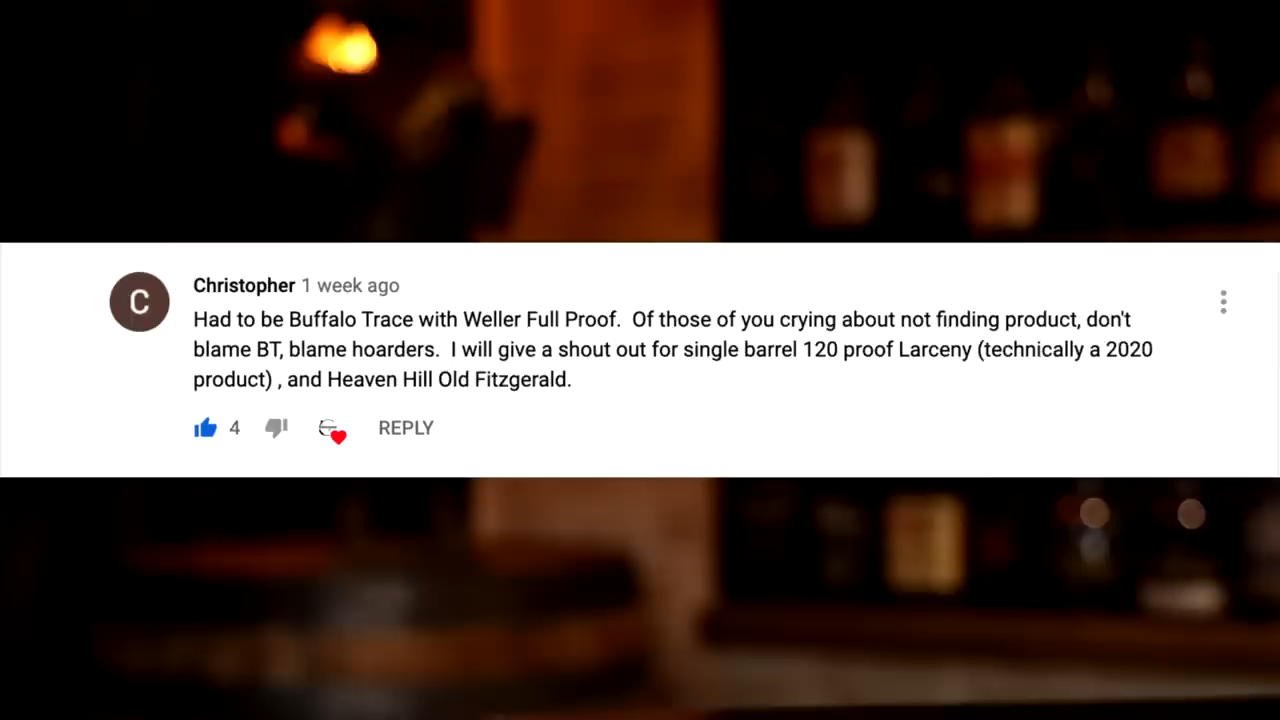 C
Christopher 1 week ago
Had to be Buffalo Trace with Weller Full Proof.  Of those of you crying about not finding product, don't
blame BT, blame hoarders.  I will give a shout out for single barrel 120 proof Larceny (technically a 2020
product) , and Heaven Hill Old Fitzgerald.
4 REPLY